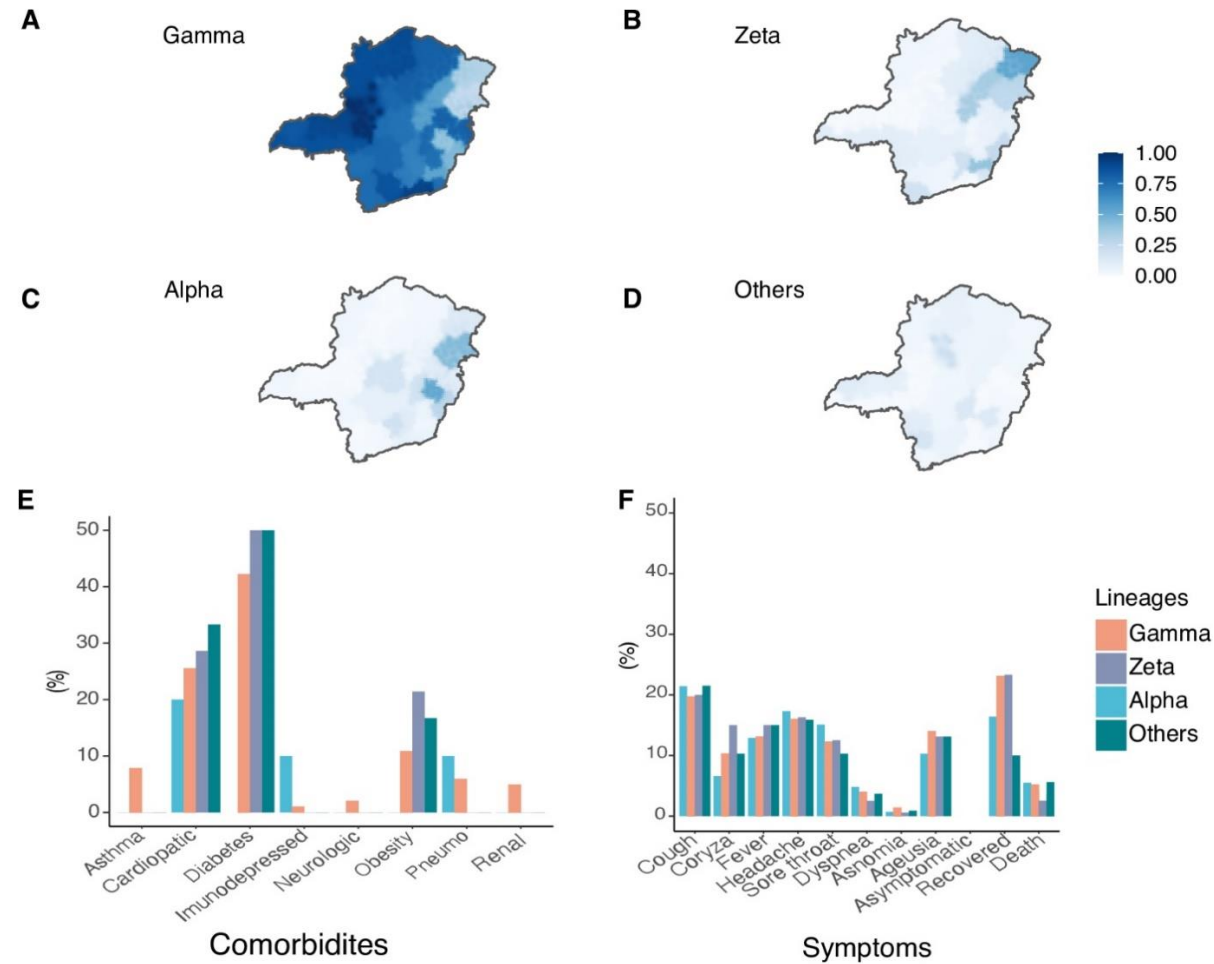 A
Gamma
B
Zeta
1.00
0.75
0.50
0.25
0.00
C
Alpha
D
Others
E
50
40
30
20
10
0
(%)
Asthma
Cardiopatic
Diabetes
Imunodepressed
Neurologic
Obesity
Pneumo
Renal
Comorbidites
F
50
40
30
20
10
0
(%)
Cough
Coryza
Fever
Headache
Sore throat
Dyspnea
Asnomia
Ageusia
Asymptomatic
Recovered
Death
Symptoms
Lineages
Gamma
Zeta
Alpha
Others